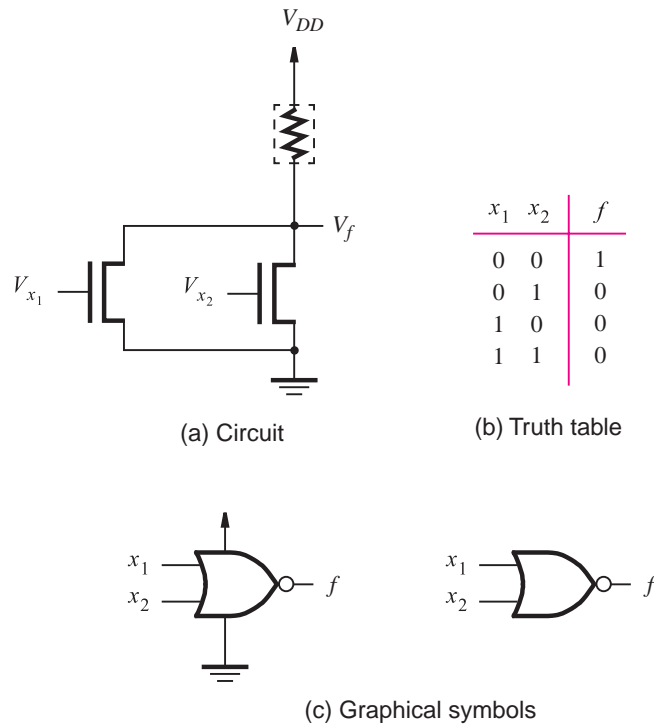 V_DD
V_f
V_x1
V_x2
(a) Circuit
x1 x2 f
0 0 1
0 1 0
1 0 0
1 1 0
(b) Truth table
x1
x2
f
x1
x2
f
(c) Graphical symbols